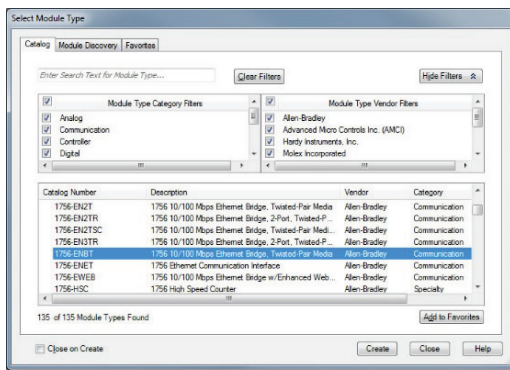 Select Module Type
Catalog Module Discovery Favorites
Enter Search Text for Module Type...
Clear Filters
Hide Filters
Module Type Category Filters
Module Type Vendor Filters
Analog
Allen-Bradley
Communication
Advanced Micro Controls Inc. (AMCI)
Controller
Hardy Instruments, Inc.
Digital
Molex Incorporated
Catalog Number Description Vendor Category
1756-EN2T 1756 10/100 Mbps Ethernet Bridge, Twisted-Pair Media Allen-Bradley Communication
1756-EN2TR 1756 10/100 Mbps Ethernet Bridge, 2-Port, Twisted-P... Allen-Bradley Communication
1756-EN2TSC 1756 10/100 Mbps Ethernet Bridge, Twisted-Pair Medi... Allen-Bradley Communication
1756-EN3TR 1756 10/100 Mbps Ethernet Bridge, 2-Port, Twisted-P... Allen-Bradley Communication
1756-ENBT 1756 10/100 Mbps Ethernet Bridge, Twisted-Pair Media Allen-Bradley Communication
1756-ENET 1756 Ethernet Communication Interface Allen-Bradley Communication
1756-EWEB 1756 10/100 Mbps Ethernet Bridge w/Enhanced Web... Allen-Bradley Communication
1756-HSC 1756 High Speed Counter Allen-Bradley Specialty
135 of 135 Module Types Found
Add to Favorites
Close on Create
Create Close Help